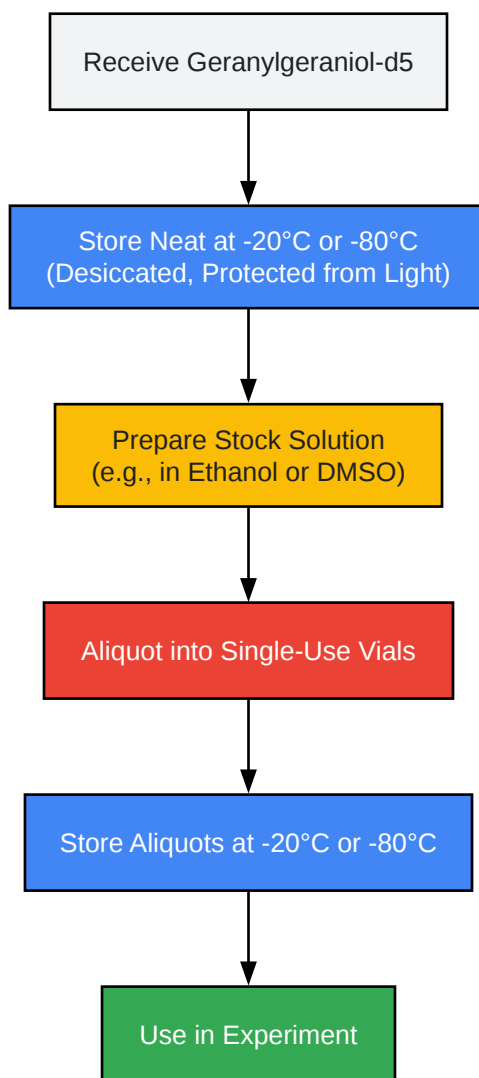 Receive Geranylgeraniol-d5
Store Neat at -20°C or -80°C
(Desiccated, Protected from Light)
Prepare Stock Solution
(e.g., in Ethanol or DMSO)
Aliquot into Single-Use Vials
Store Aliquots at -20°C or -80°C
Use in Experiment